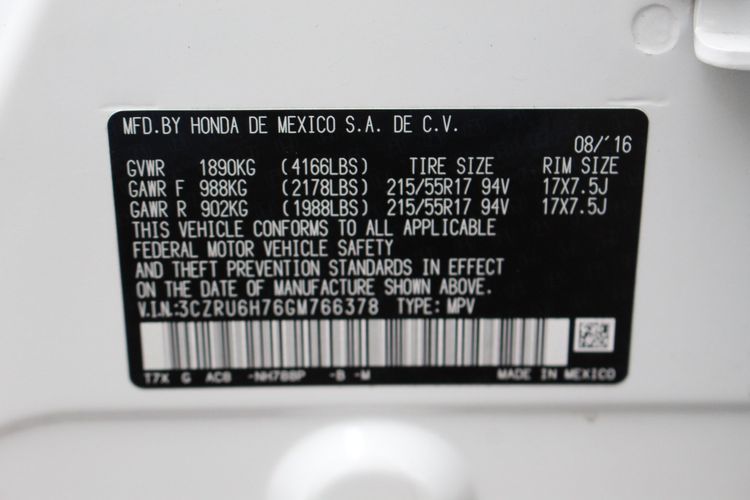 MFD.BY HONDA DE MEXICO S.A. DE C.V.
08/'16
GVWR 1890KG (4166LBS) TIRE SIZE RIM SIZE
GAWR F 988KG (2178LBS) 215/55R17 94V 17X7.5J
GAWR R 902KG (1988LBS) 215/55R17 94V 17X7.5J
THIS VEHICLE CONFORMS TO ALL APPLICABLE
FEDERAL MOTOR VEHICLE SAFETY
AND THEFT PREVENTION STANDARDS IN EFFECT
ON THE DATE OF MANUFACTURE SHOWN ABOVE.
V.I.N.:3CZRU6H76GM766378 TYPE: MPV
T7X G AC8 -NH788P -B -M MADE IN MEXICO